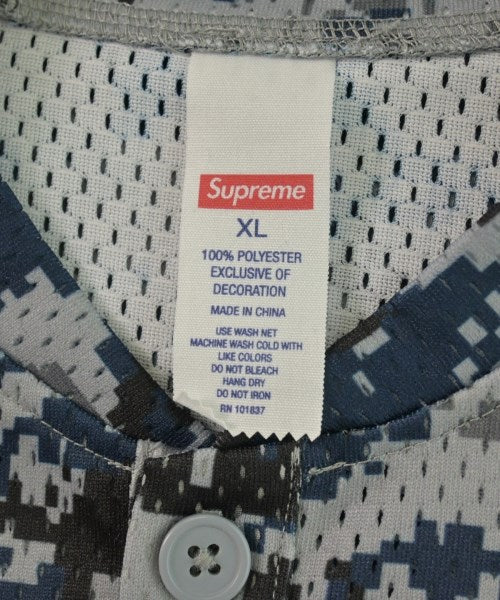 Supreme
XL
100% POLYESTER
EXCLUSIVE OF
DECORATION
MADE IN CHINA
USE WASH NET
MACHINE WASH COLD WITH
LIKE COLORS
DO NOT BLEACH
HANG DRY
DO NOT IRON
RN 101837